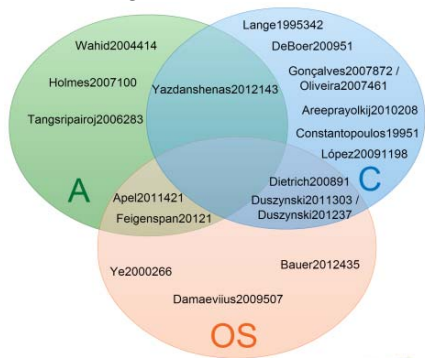 Lange1995342
Wahid2004414
DeBoer200951
Gonçalves2007872 /
Oliveira2007461
Holmes2007100
Yazdanshenas2012143
Areeprayolkij2010208
Tangsripairoj2006283
Constantopoulos19951
López20091198
Dietrich200891
A
C
Apel2011421
Duszynski2011303 /
Duszynski201237
Feigenspan20121
Ye2000266
Bauer2012435
Damaeviius2009507
OS